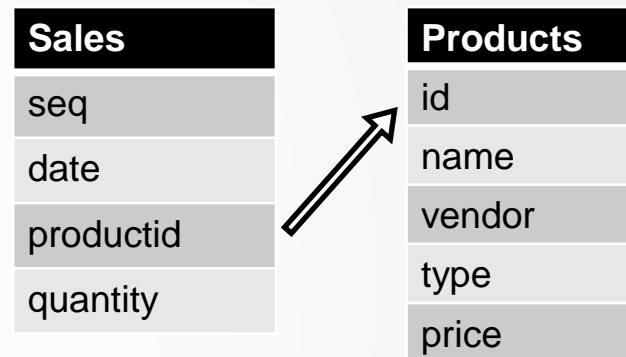 Sales
seq
date
productid
quantity
Products
id
name
vendor
type
price